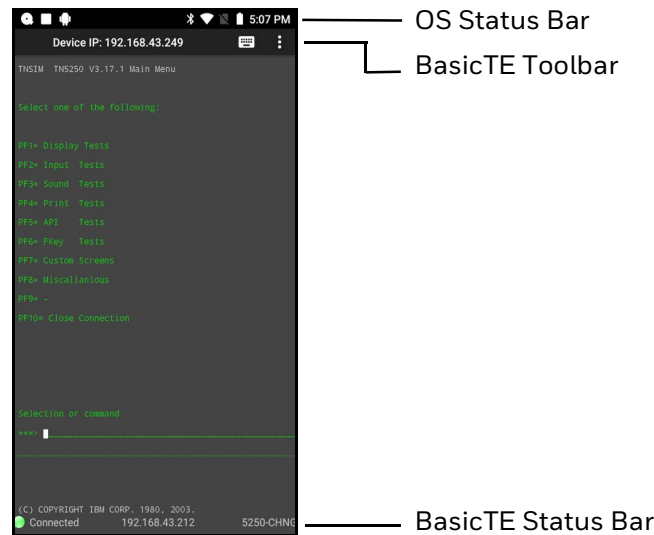 5:07 PM
OS Status Bar
Device IP: 192.168.43.249
BasicTE Toolbar
TNSIM TN5250 V3.17.1 Main Menu
Select one of the following:
PF1= Display Tests
PF2= Input Tests
PF3= Sound Tests
PF4= Print Tests
PF5= API Tests
PF6= FKey Tests
PF7= Custom Screens
PF8= Miscallanious
PF9= -
PF10= Close Connection
Selection or command
===>
(C) COPYRIGHT IBM CORP. 1980, 2003.
Connected 192.168.43.212 5250-CHNG
BasicTE Status Bar